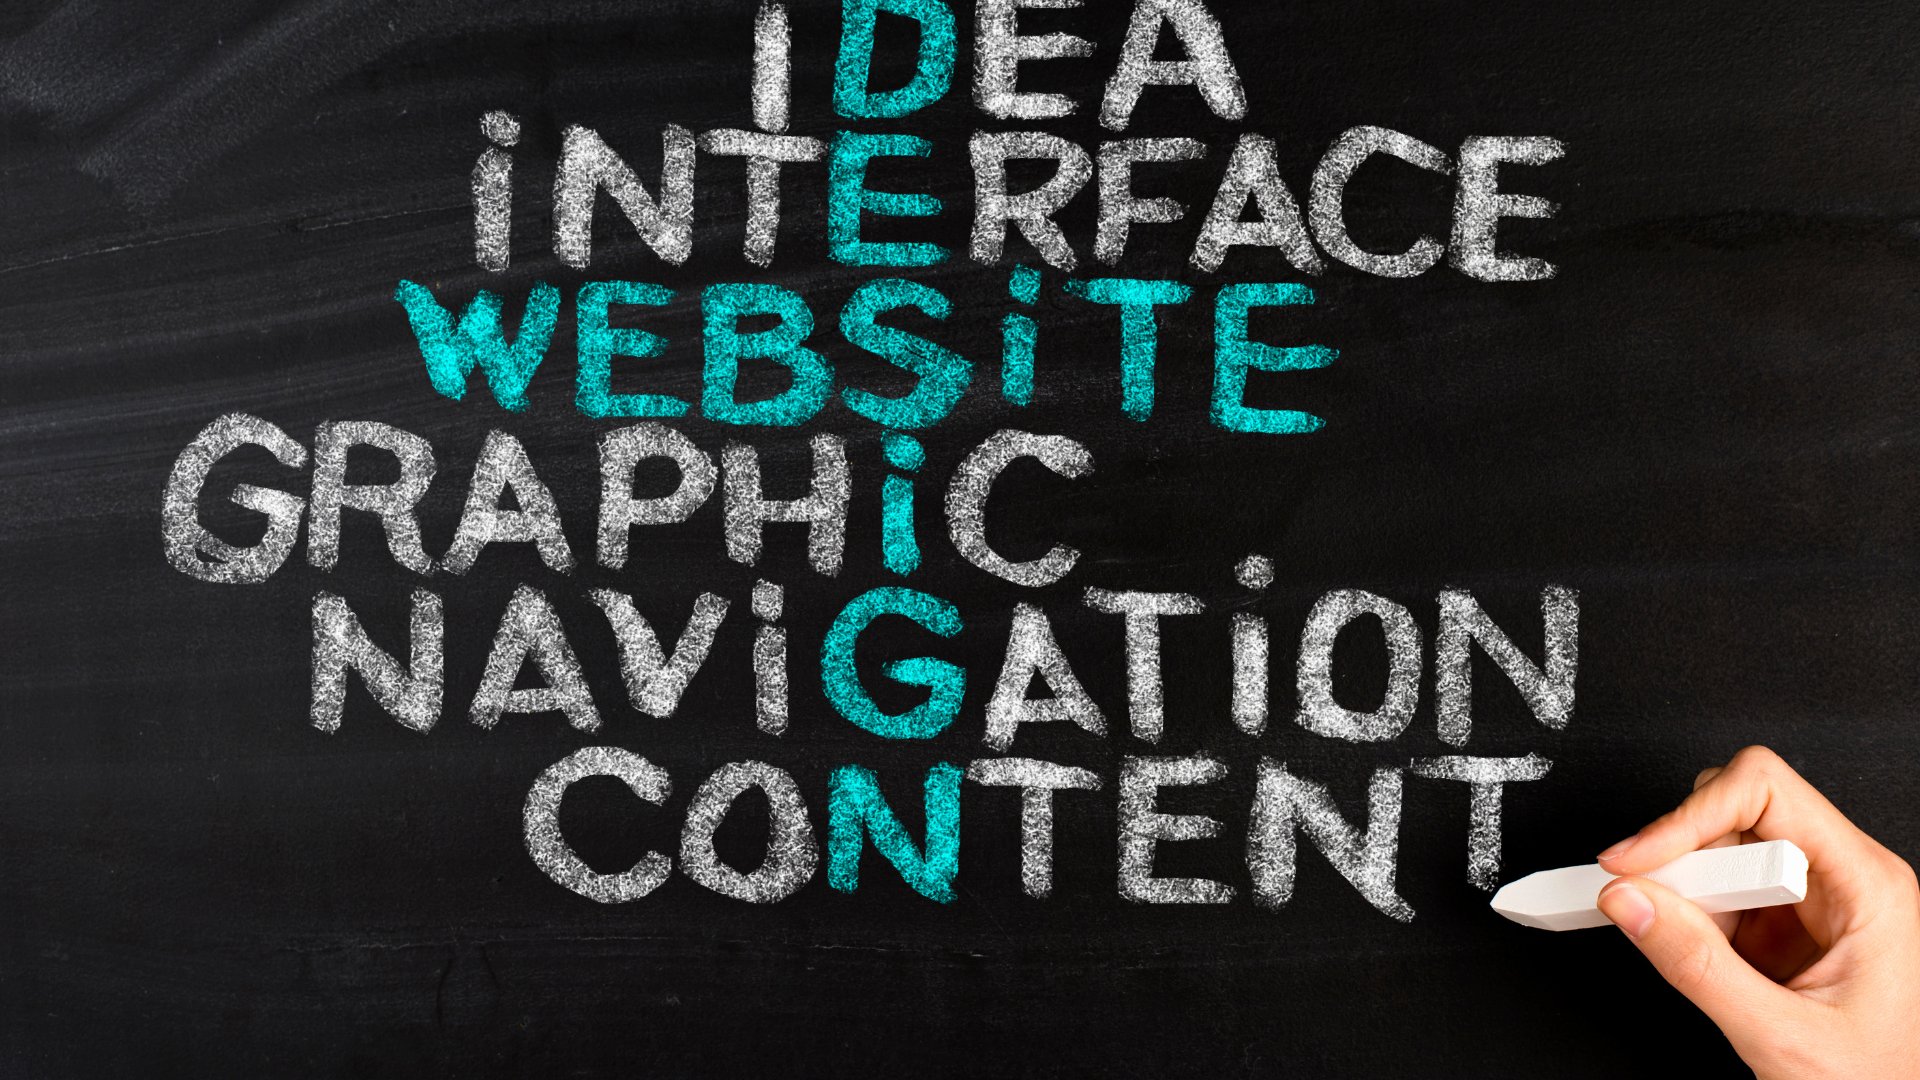 iDEA
iNTERFACE
WEBSiTE
GRAPHiC
NAViGATiON
CONTENT